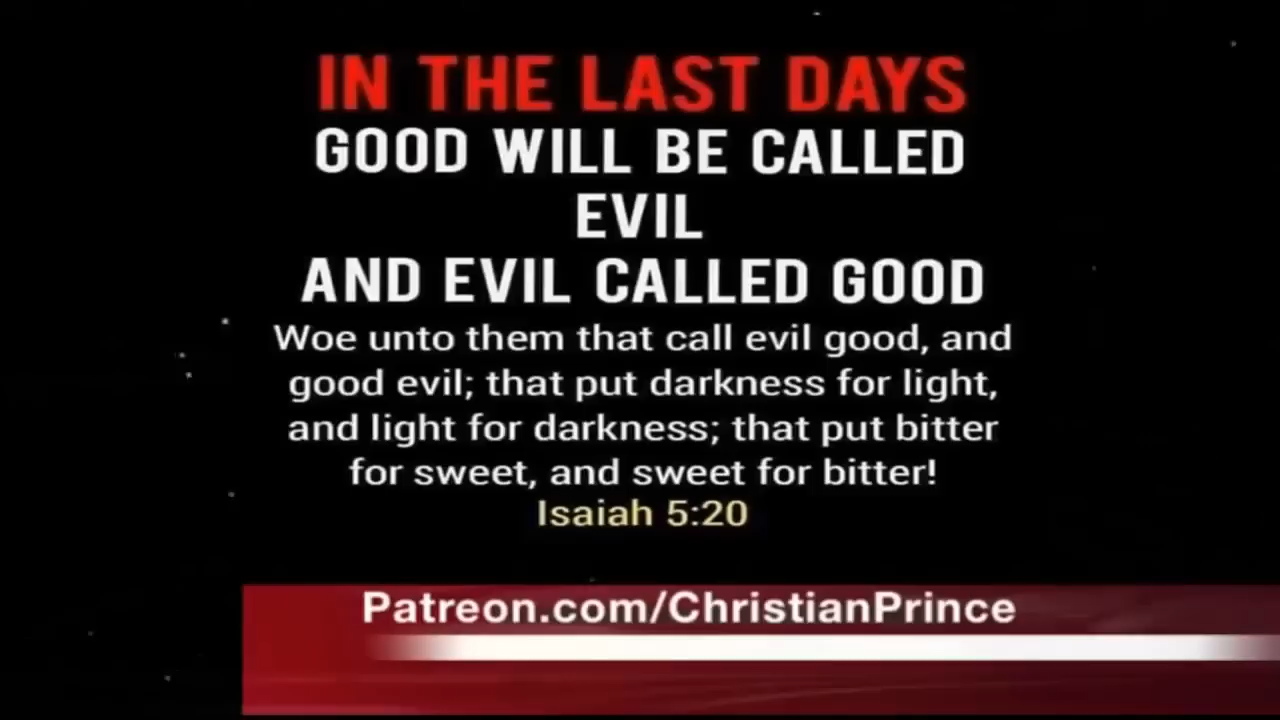 IN THE LAST DAYS
GOOD WILL BE CALLED
EVIL
AND EVIL CALLED GOOD
Woe unto them that call evil good, and
good evil; that put darkness for light,
and light for darkness; that put bitter
for sweet, and sweet for bitter!
Isaiah 5:20
Patreon.com/ChristianPrince